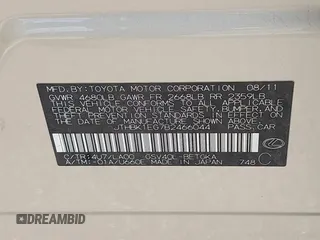 MFD. BY: TOYOTA MOTOR CORPORATION 08/11
GVWR 4680LB GAWR FR 2668LB RR 2359LB
THIS VEHICLE CONFORMS TO ALL APPLICABLE
FEDERAL MOTOR VEHICLE SAFETY, BUMPER, AND
THEFT PREVENTION STANDARDS IN EFFECT ON
THE DATE OF MANUFACTURE SHOWN ABOVE.
JTHBK1EG7B2466044 PASS.CAR
C/TR: 4U7/LA00 GSV40L-BETGKA
A/TM: -01A/U660E MADE IN JAPAN 748 C
© AUTOBIDMAP